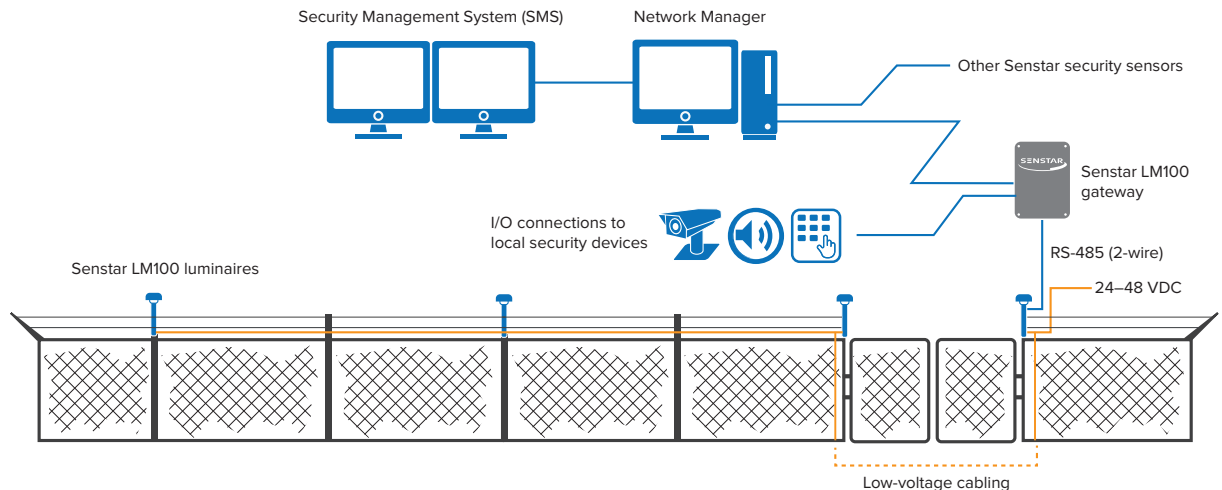 Security Management System (SMS)
Network Manager
Other Senstar security sensors
SENSTAR
Senstar LM100
gateway
I/O connections to
local security devices
RS-485 (2-wire)
Senstar LM100 luminaires
24–48 VDC
Low-voltage cabling